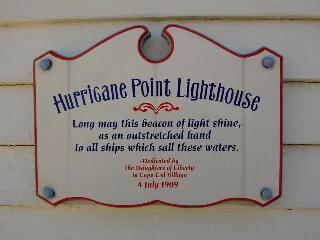 Hurricane Point Lighthouse
Long may this beacon of light shine,
as an outstretched hand
to all ships which sail these waters.
-Dedicated by
the Daughters of Liberty
to Cape Cod Village
4 July 1909